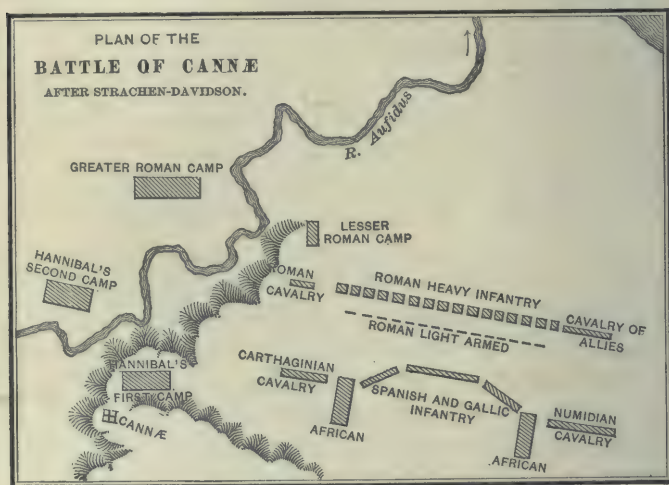 PLAN OF THE
BATTLE OF CANNÆ
AFTER STRACHEN-DAVIDSON.
R. Aufidus
GREATER ROMAN CAMP
LESSER
ROMAN CAMP
HANNIBAL'S
SECOND CAMP
ROMAN
CAVALRY
ROMAN HEAVY INFANTRY
CAVALRY OF
ALLIES
ROMAN LIGHT ARMED
HANNIBAL'S
FIRST CAMP
CARTHAGINIAN
CAVALRY
SPANISH AND GALLIC
INFANTRY
NUMIDIAN
CAVALRY
CANNÆ
AFRICAN
AFRICAN